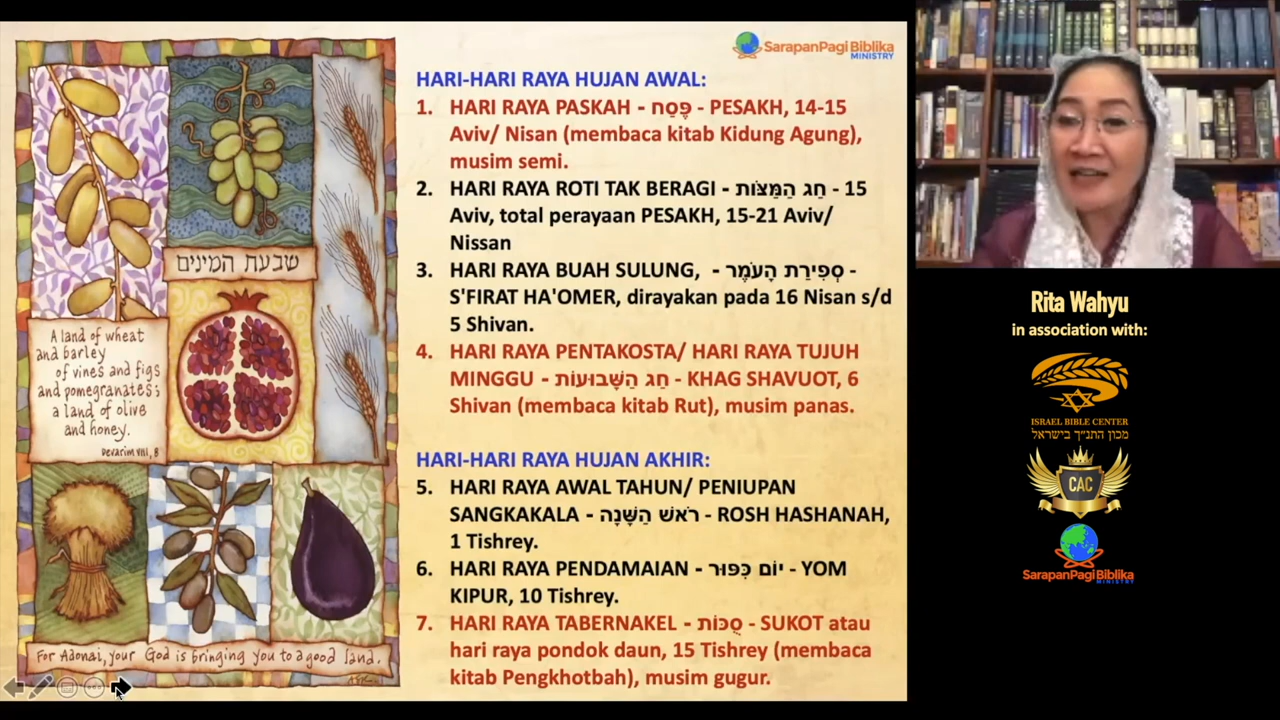 SarapanPagi Biblika
MINISTRY
HARI-HARI RAYA HUJAN AWAL:
1. HARI RAYA PASKAH - פֶּסַח - PESAKH, 14-15
Aviv/ Nisan (membaca kitab Kidung Agung),
musim semi.
2. HARI RAYA ROTI TAK BERAGI - חַג הַמַּצּוֹת - 15
Aviv, total perayaan PESAKH, 15-21 Aviv/
Nissan
3. HARI RAYA BUAH SULUNG, - סְפִירַת הָעֹמֶר -
S'FIRAT HA'OMER, dirayakan pada 16 Nisan s/d
5 Shivan.
4. HARI RAYA PENTAKOSTA/ HARI RAYA TUJUH
MINGGU - חַג הַשָּׁבוּעוֹת - KHAG SHAVUOT, 6
Shivan (membaca kitab Rut), musim panas.
HARI-HARI RAYA HUJAN AKHIR:
5. HARI RAYA AWAL TAHUN/ PENIUPAN
SANGKAKALA - רֹאשׁ הַשָּׁנָה - ROSH HASHANAH,
1 Tishrey.
6. HARI RAYA PENDAMAIAN - יוֹם כִּפּוּר - YOM
KIPUR, 10 Tishrey.
7. HARI RAYA TABERNAKEL - סֻכּוֹת - SUKOT atau
hari raya pondok daun, 15 Tishrey (membaca
kitab Pengkhotbah), musim gugur.
שבעת המינים
A land of wheat
and barley
of vines and figs
and pomegranates;
a land of olive
and honey.
Devarim VIII, 8
For Adonai, your God is bringing you to a good land.
Rita Wahyu
in association with:
ISRAEL BIBLE CENTER
מכון התנ״ך בישראל
CAC
SarapanPagi Biblika
MINISTRY